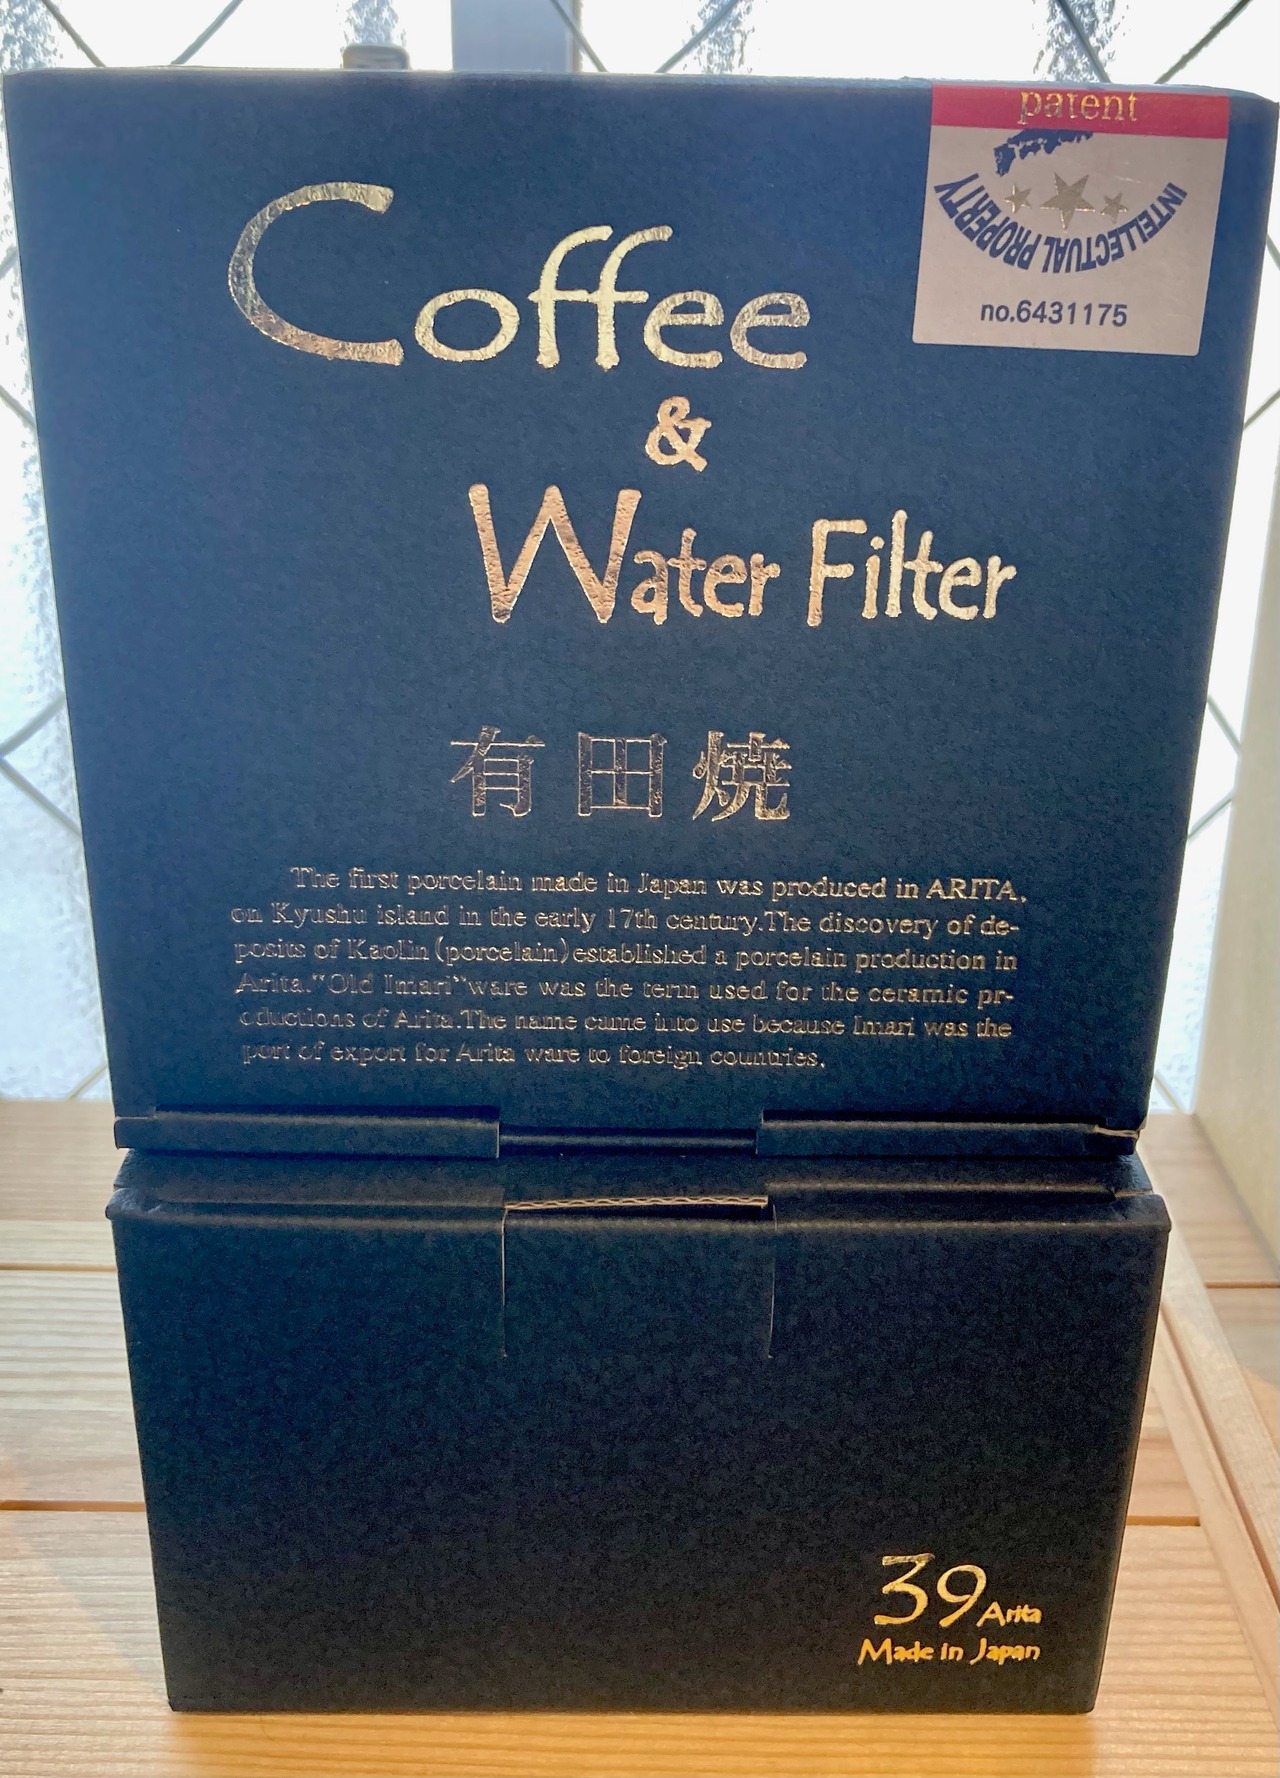 patent
INTELLECTUAL PROPERTY
no.6431175
Coffee
&
Water Filter
有田焼
The first porcelain made in Japan was produced in ARITA,
on Kyushu island in the early 17th century.The discovery of de-
posits of Kaolin (porcelain) established a porcelain production in
Arita."Old Imari"ware was the term used for the ceramic pr-
oductions of Arita.The name came into use because Imari was the
port of export for Arita ware to foreign countries.
39 Arita
Made in Japan